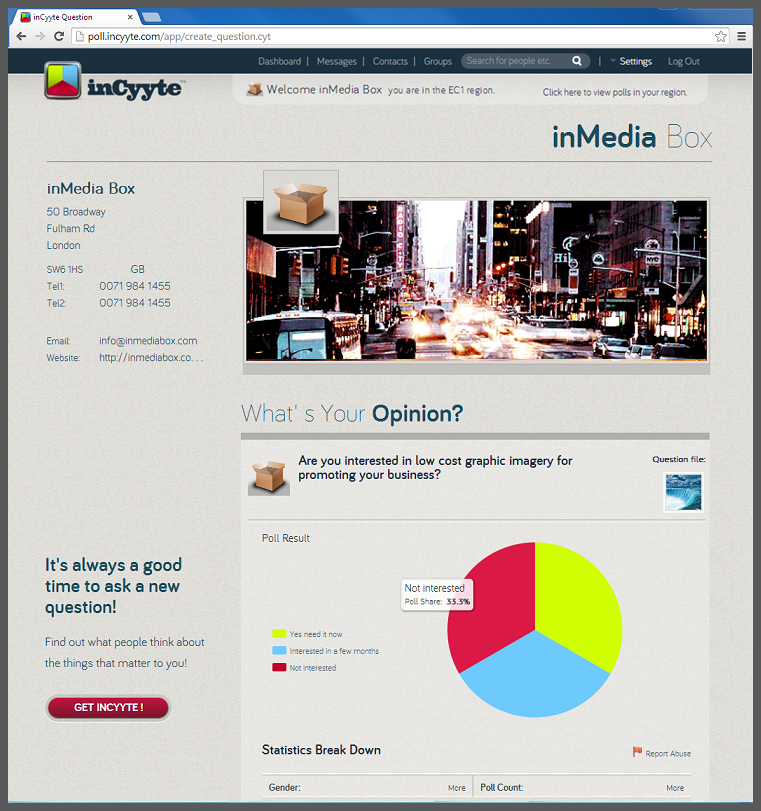 inCyyte Question
poll.incyyte.com/app/create_question.cyt
Dashboard | Messages | Contacts | Groups Search for people etc. | Settings Log Out
inCyyte™
Welcome inMedia Box you are in the EC1 region. Click here to view polls in your region.
inMedia Box
inMedia Box
50 Broadway
Fulham Rd
London
SW6 1HS GB
Tel1: 0071 984 1455
Tel2: 0071 984 1455
Email: info@inmediabox.com
Website: http://inmediabox.co. . .
RADIO CITY
Hil
NYC
What' s Your Opinion?
Are you interested in low cost graphic imagery for
promoting your business?
Question file:
Poll Result
Not interested
Poll Share: 33.3%
Yes need it now
Interested in a few months
Not interested
It's always a good
time to ask a new
question!
Find out what people think about
the things that matter to you!
GET INCYYTE !
Statistics Break Down
Report Abuse
Gender: More
Poll Count: More